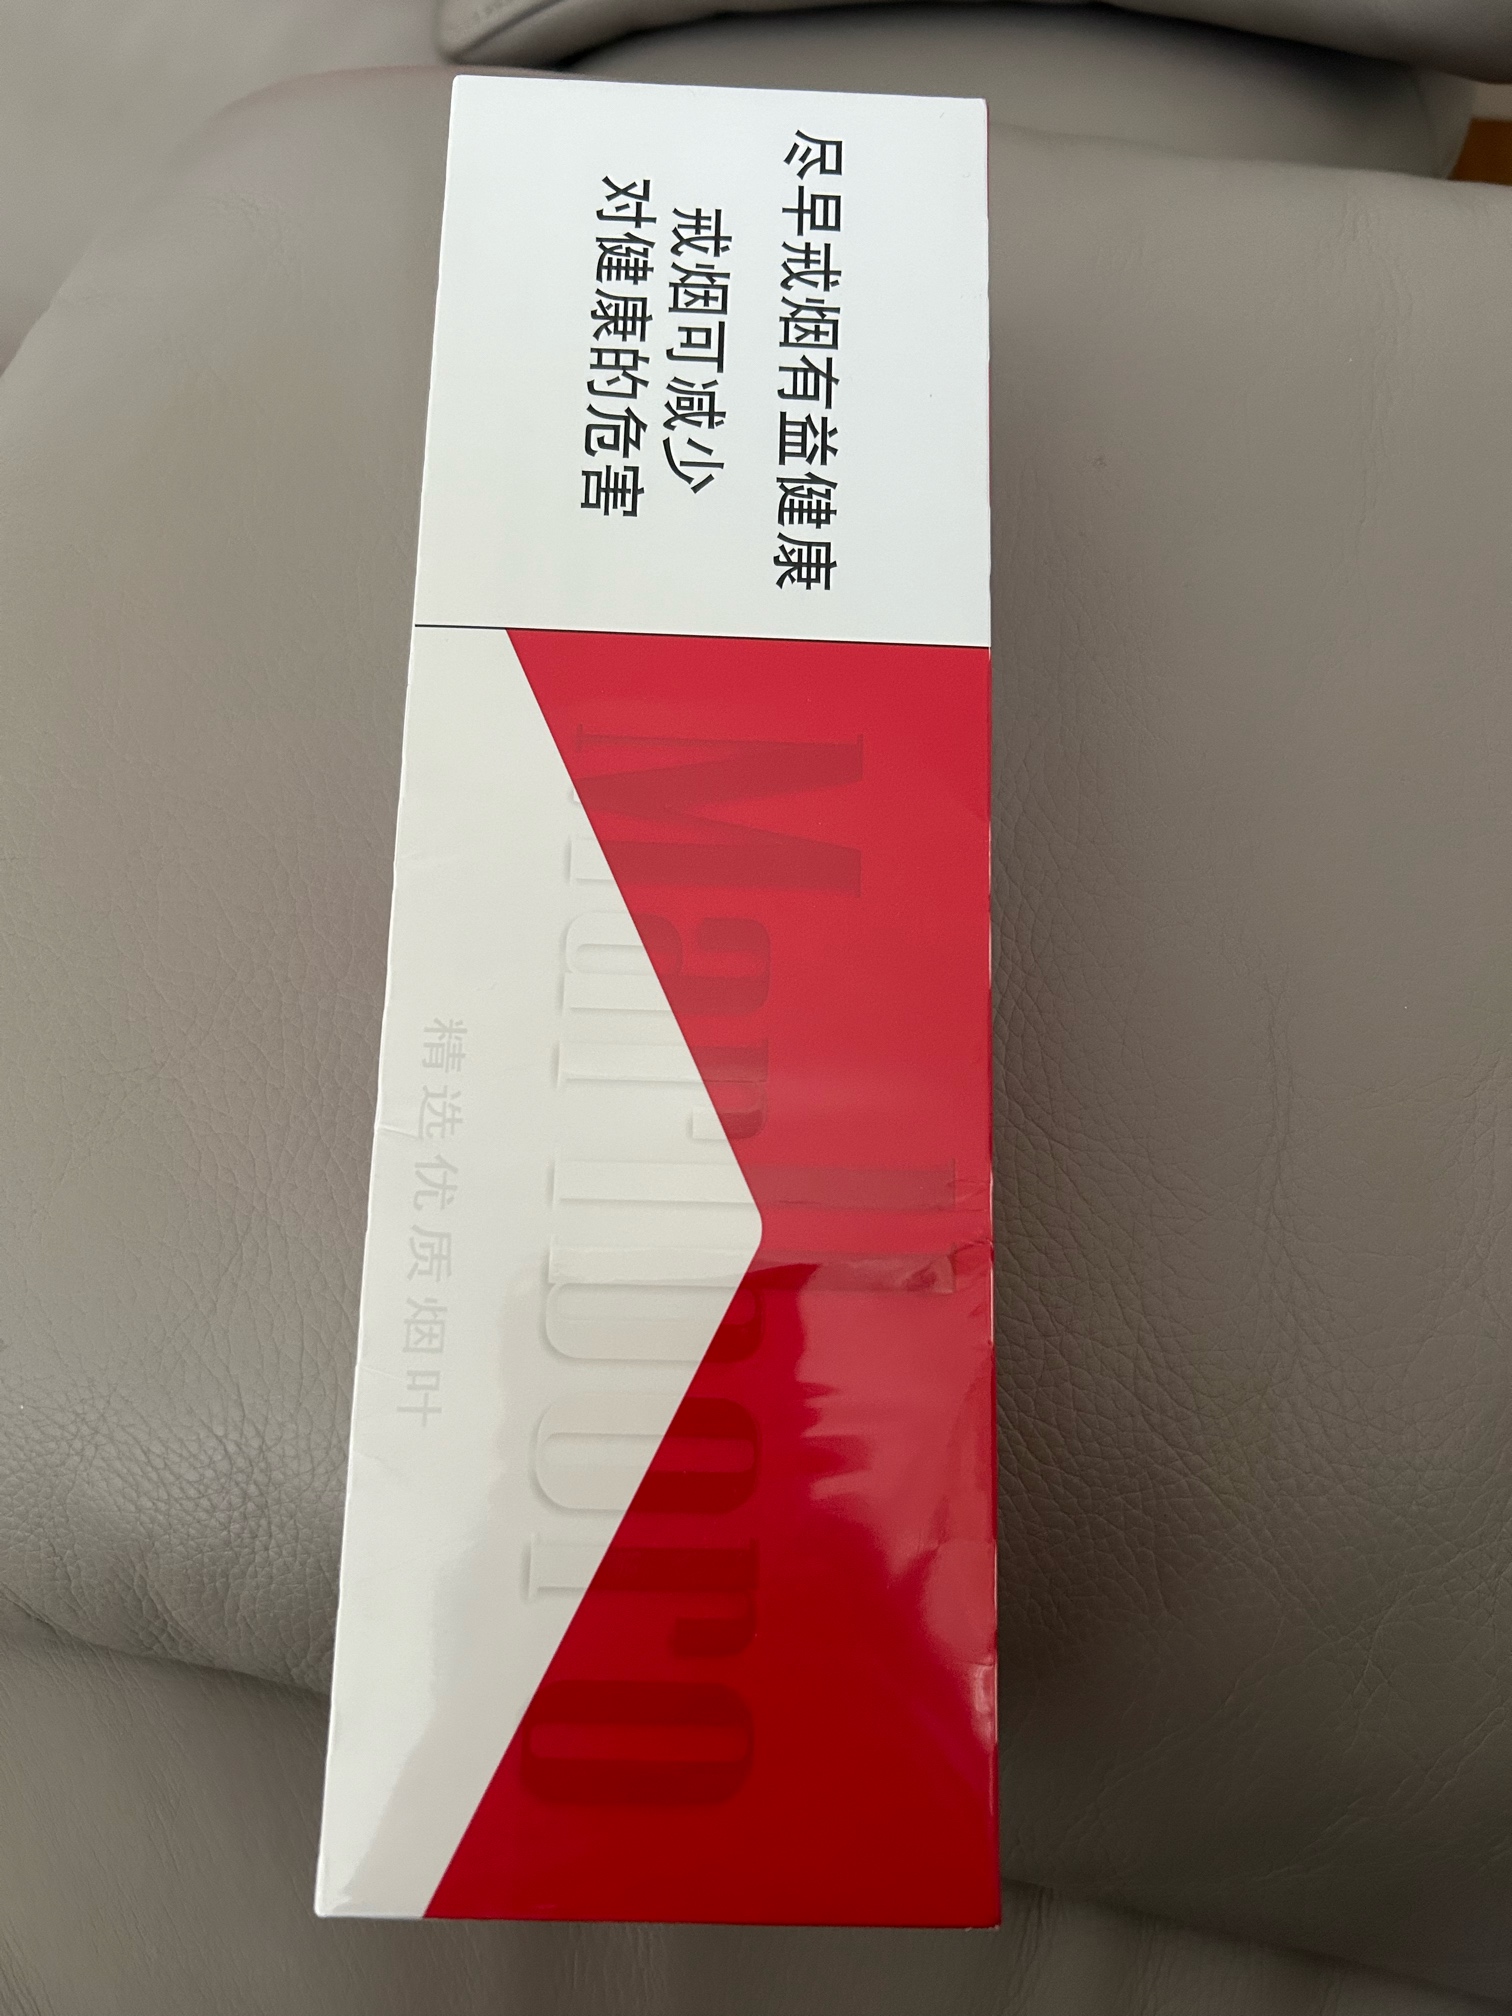 尽早戒烟有益健康
戒烟可减少
对健康的危害
Marlboro
精选优质烟叶